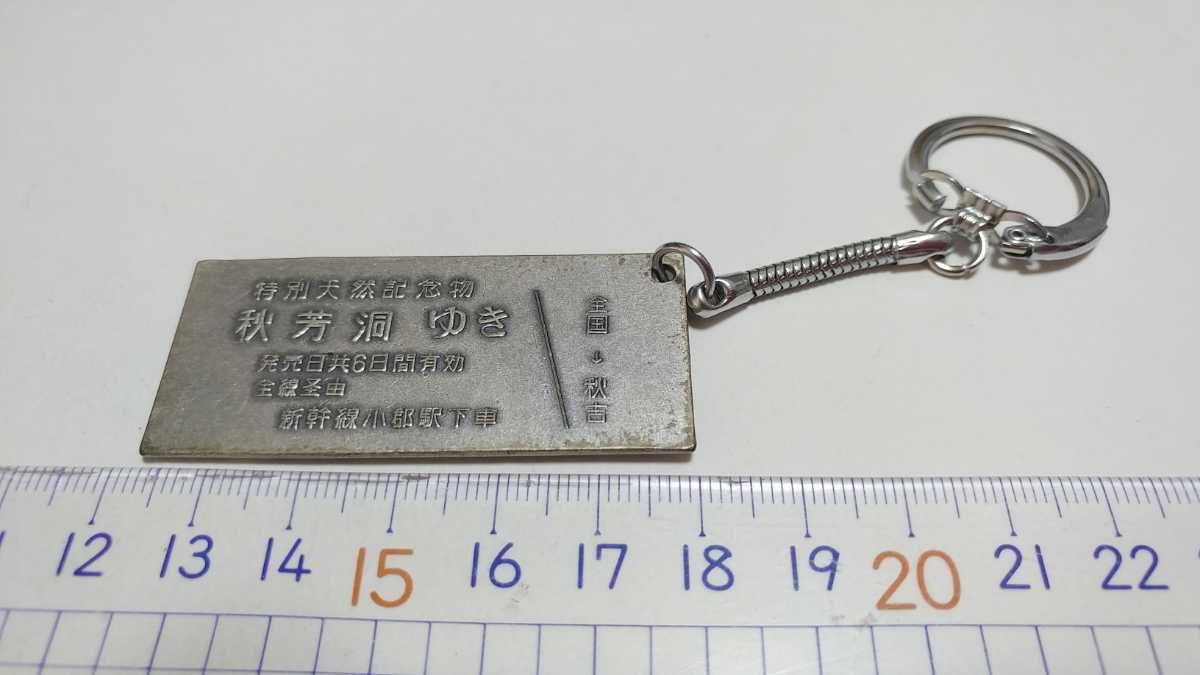 特別天然記念物
秋芳洞 ゆき
発売日共6日間有効
全線圣由
新幹線小郡駅下車
全国→秋吉
12 13 14 15 16 17 18 19 20 21 22